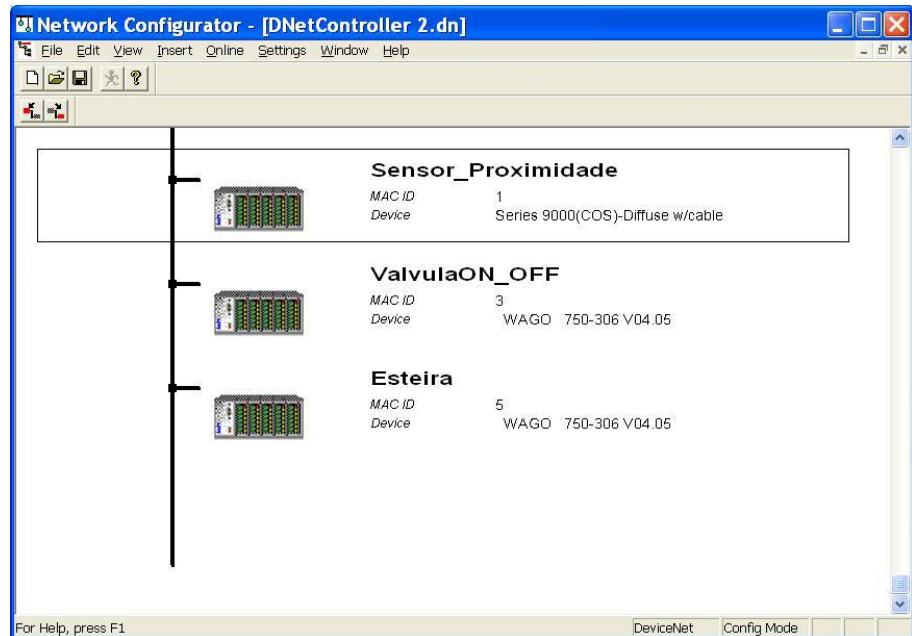 Network Configurator - [DNetController 2.dn]
File Edit View Insert Online Settings Window Help
Sensor_Proximidade
MAC ID 1
Device Series 9000(COS)-Diffuse w/cable
ValvulaON_OFF
MAC ID 3
Device WAGO 750-306 V04.05
Esteira
MAC ID 5
Device WAGO 750-306 V04.05
For Help, press F1 DeviceNet Config Mode